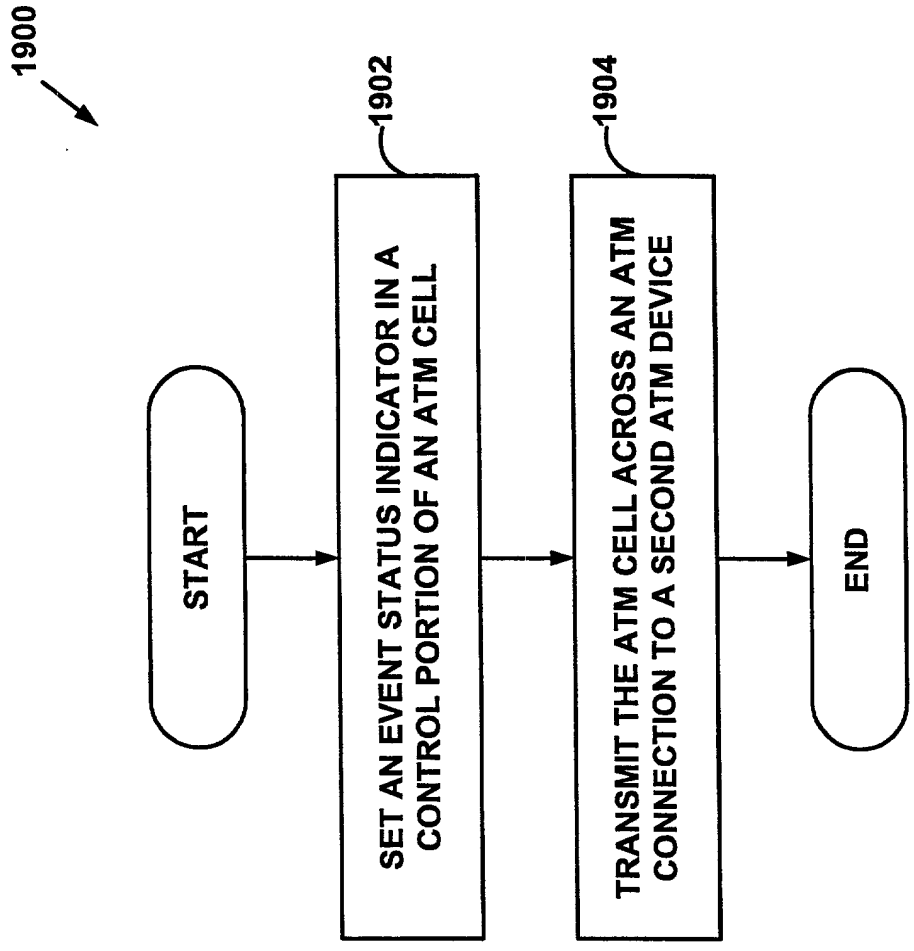 1900
START
SET AN EVENT STATUS INDICATOR IN A
CONTROL PORTION OF AN ATM CELL
1902
TRANSMIT THE ATM CELL ACROSS AN ATM
CONNECTION TO A SECOND ATM DEVICE
1904
END